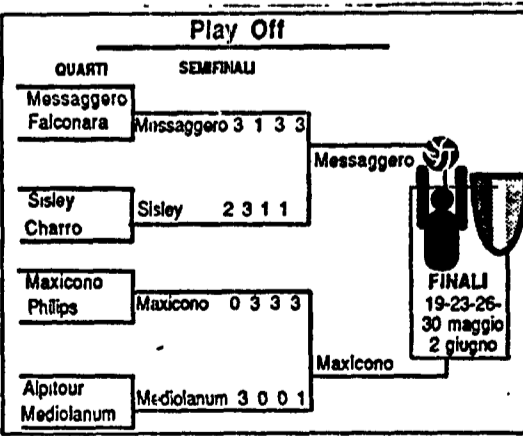 Play Off
QUARTI SEMIFINALI
Messaggero
Falconara
Messaggero 3 1 3 3
Messaggero
Sisley
Charro
Sisley 2 3 1 1
Maxicono
Philips
Maxicono 0 3 3 3
Maxicono
Alpitour
Mediolanum
Mediolanum 3 0 0 1
FINALI
19-23-26-
30 maggio
2 giugno